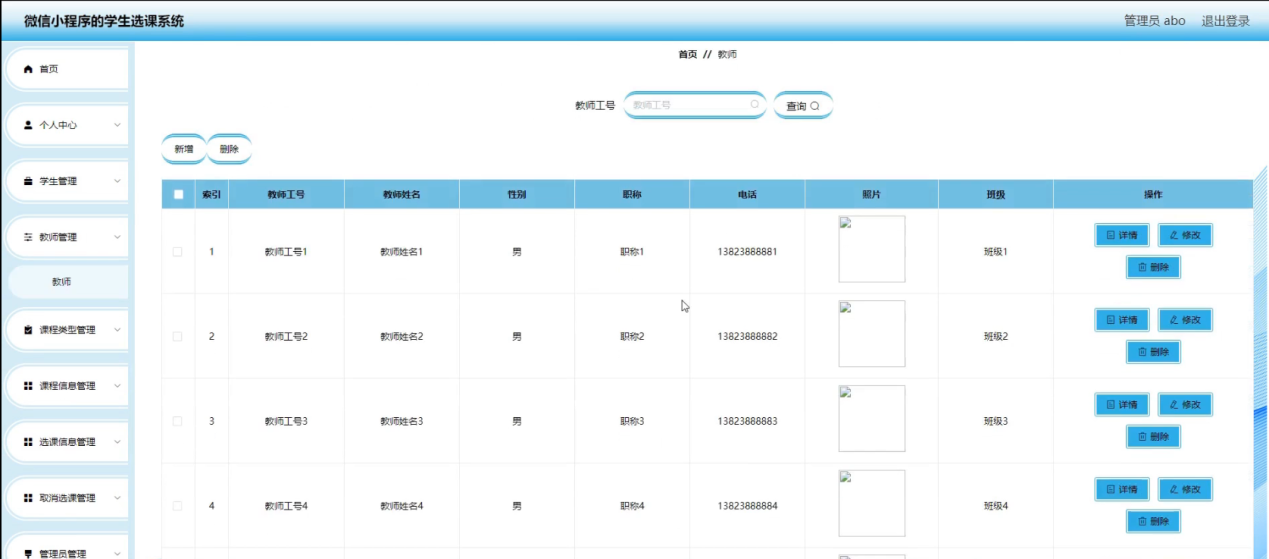 微信小程序的学生选课系统 管理员 abo 退出登录
首页
个人中心
学生管理
教师管理
教师
课程类型管理
课程信息管理
选课信息管理
取消选课管理
管理员管理
首页 // 教师
教师工号 教师工号 查询
新增 删除
索引 教师工号 教师姓名 性别 职称 电话 照片 班级 操作
1 教师工号1 教师姓名1 男 职称1 13823888881 班级1 详情 修改
删除
2 教师工号2 教师姓名2 男 职称2 13823888882 班级2 详情 修改
删除
3 教师工号3 教师姓名3 男 职称3 13823888883 班级3 详情 修改
删除
4 教师工号4 教师姓名4 男 职称4 13823888884 班级4 详情 修改
删除